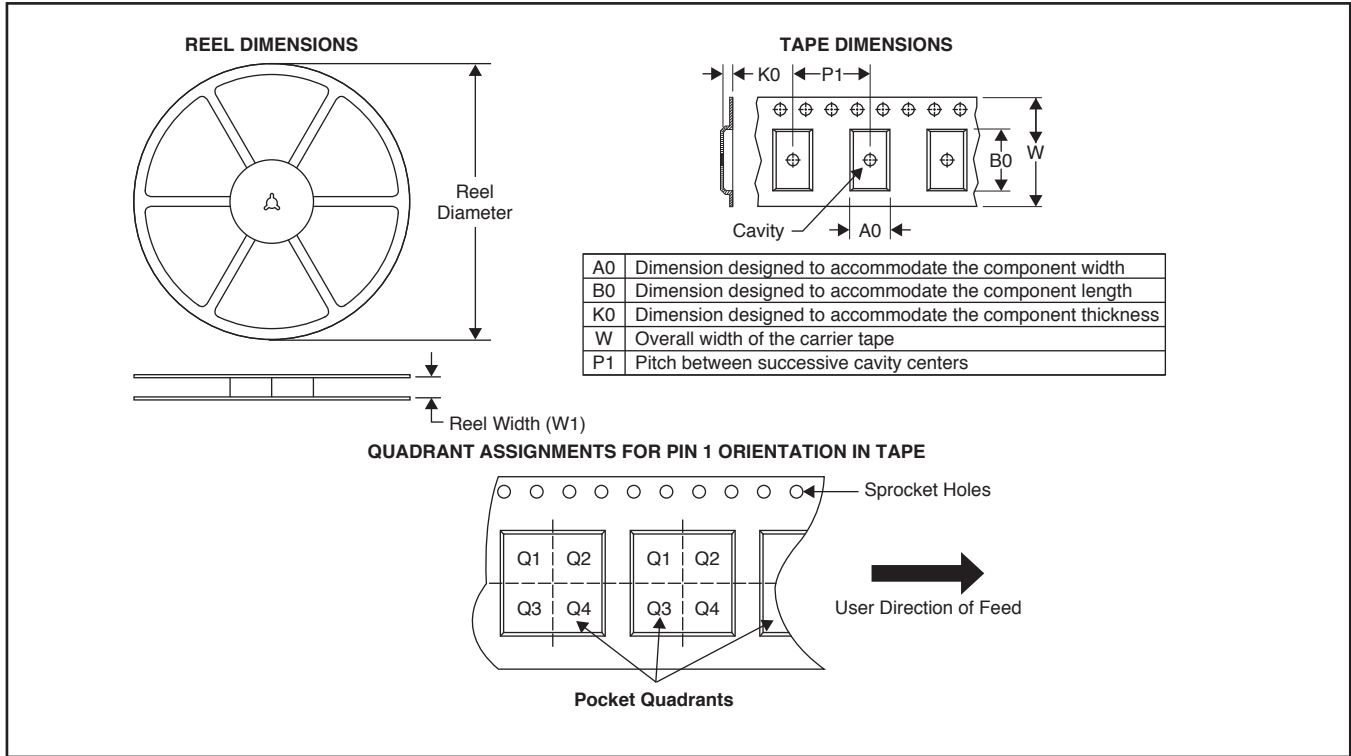 REEL DIMENSIONS
Reel
Diameter
Reel Width (W1)
TAPE DIMENSIONS
K0
P1
B0
W
Cavity
A0
A0 Dimension designed to accommodate the component width
B0 Dimension designed to accommodate the component length
K0 Dimension designed to accommodate the component thickness
W Overall width of the carrier tape
P1 Pitch between successive cavity centers
QUADRANT ASSIGNMENTS FOR PIN 1 ORIENTATION IN TAPE
Sprocket Holes
Q1 Q2 Q1 Q2
Q3 Q4 Q3 Q4
User Direction of Feed
Pocket Quadrants